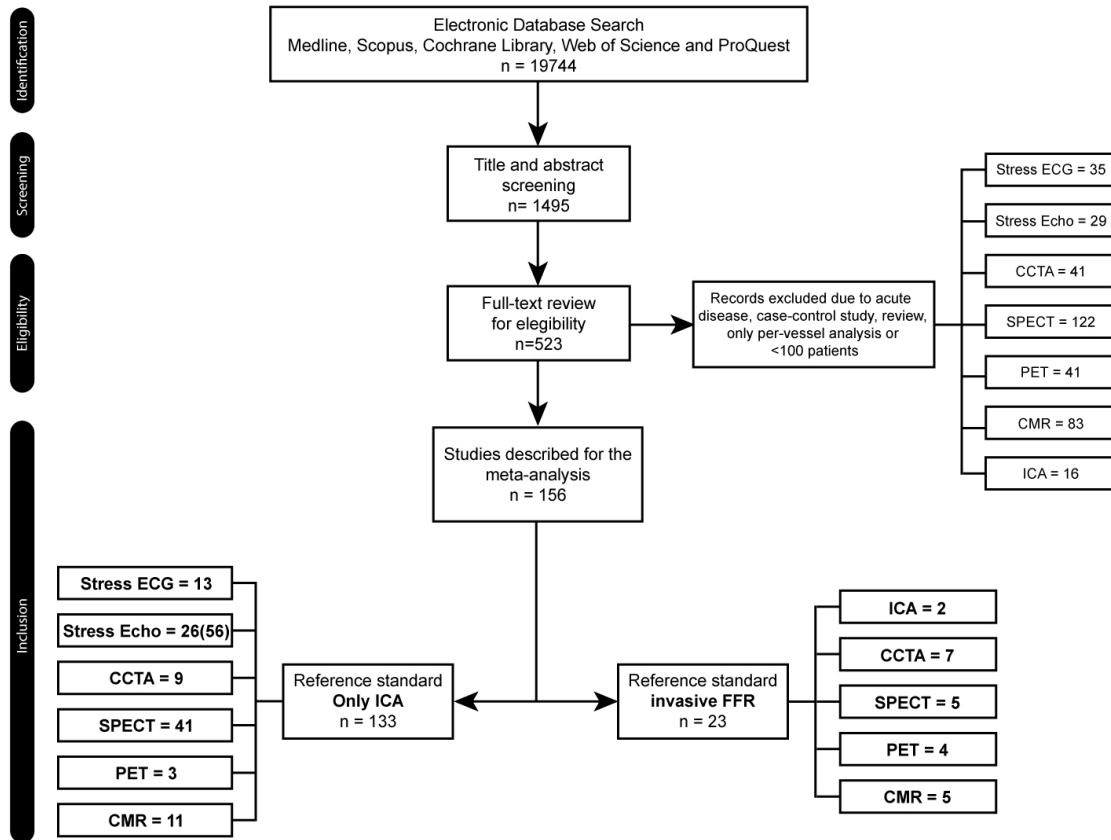 Identification
Electronic Database Search
Medline, Scopus, Cochrane Library, Web of Science and ProQuest
n = 19744
Screening
Title and abstract
screening
n= 1495
Eligibility
Full-text review
for elegibility
n=523
Records excluded due to acute
disease, case-control study, review,
only per-vessel analysis or
<100 patients
Stress ECG = 35
Stress Echo = 29
CCTA = 41
SPECT = 122
PET = 41
CMR = 83
ICA = 16
Inclusion
Studies described for the
meta-analysis
n = 156
Reference standard
Only ICA
n = 133
Stress ECG = 13
Stress Echo = 26(56)
CCTA = 9
SPECT = 41
PET = 3
CMR = 11
Reference standard
invasive FFR
n = 23
ICA = 2
CCTA = 7
SPECT = 5
PET = 4
CMR = 5